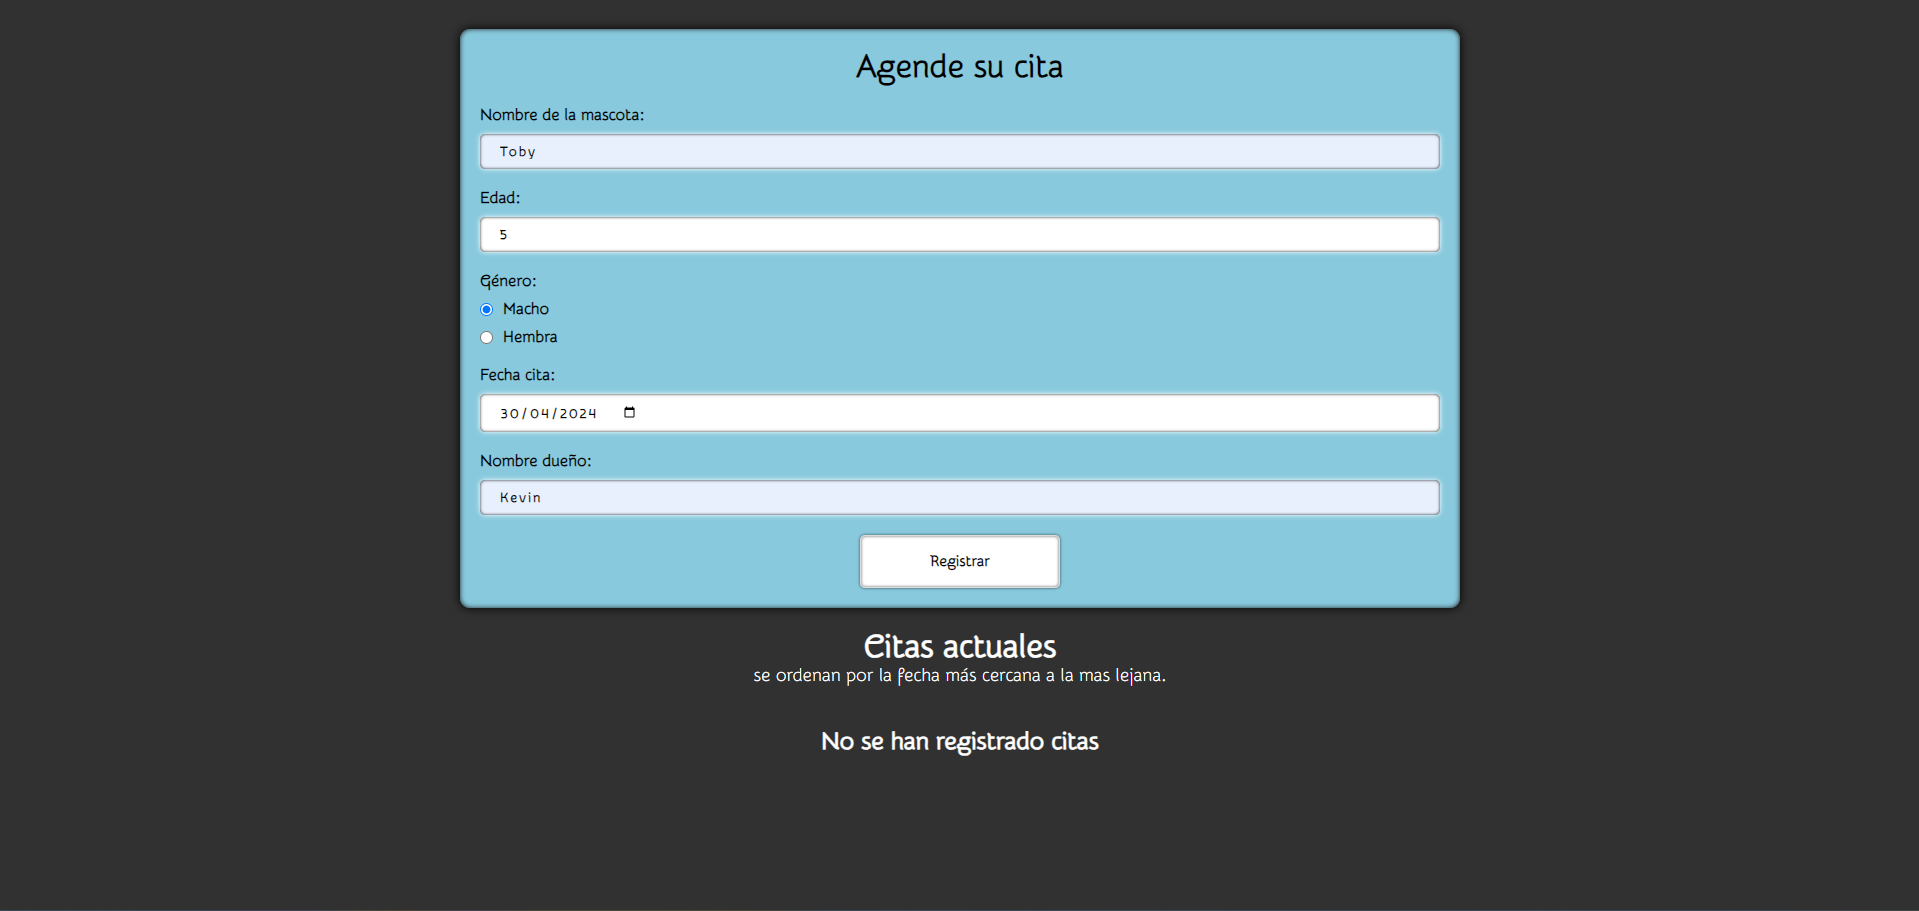 Agende su cita
Nombre de la mascota:
Toby
Edad:
5
Género:
Macho
Hembra
Fecha cita:
30/04/2024
Nombre dueño:
Kevin
Registrar
Citas actuales
se ordenan por la fecha más cercana a la mas lejana.
No se han registrado citas